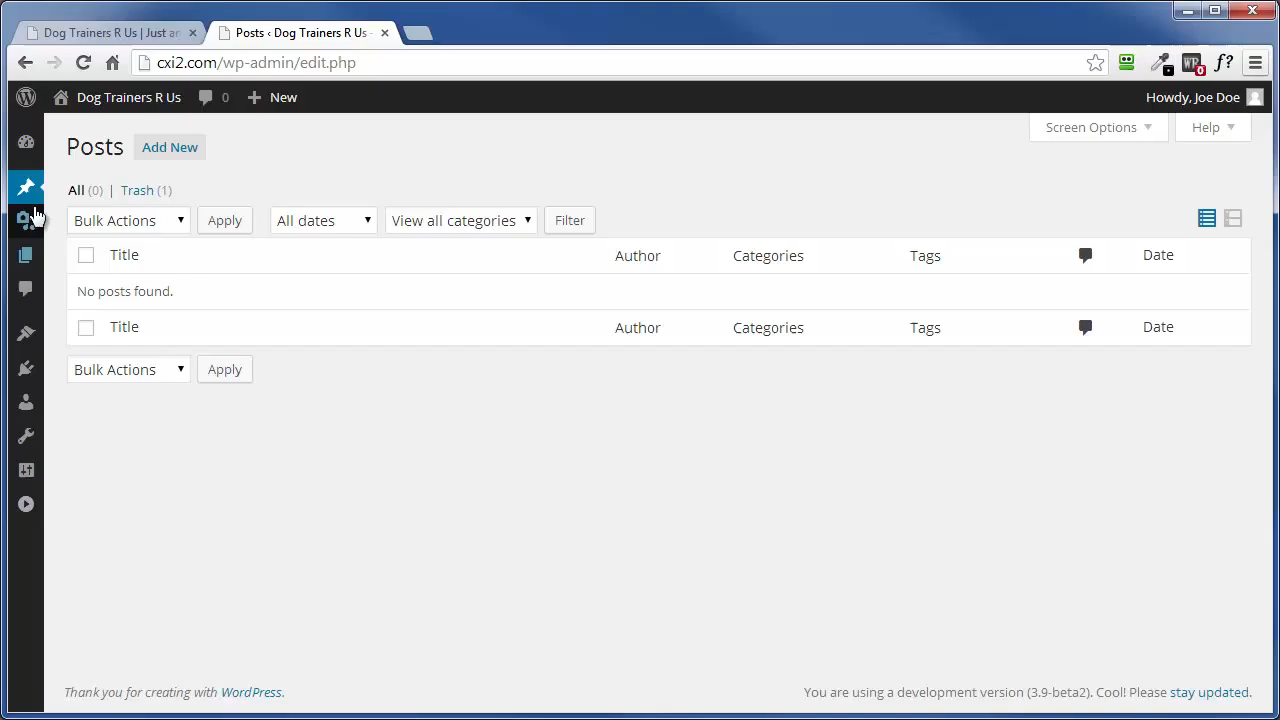 Dog Trainers R Us | Just an
Posts ‹ Dog Trainers R Us -
cxi2.com/wp-admin/edit.php
WP 0 f?
Dog Trainers R Us 0 + New Howdy, Joe Doe
Posts Add New Screen Options Help
All (0) | Trash (1)
Bulk Actions Apply All dates View all categories Filter
Title Author Categories Tags Date
No posts found.
Title Author Categories Tags Date
Bulk Actions Apply
Thank you for creating with WordPress. You are using a development version (3.9-beta2). Cool! Please stay updated.